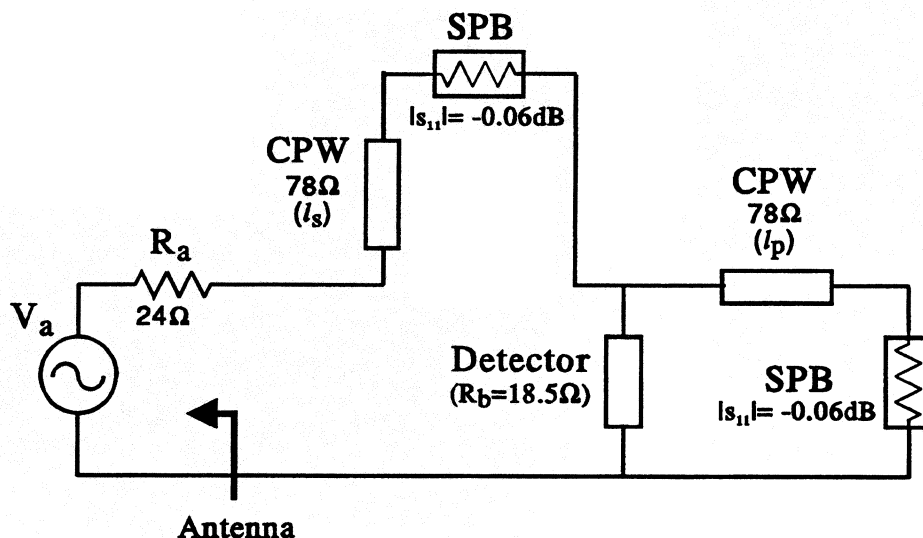 SPB
|s₁₁|= -0.06dB
CPW
78Ω
(lₛ)
CPW
78Ω
(lₚ)
Rₐ
24Ω
Vₐ
Detector
(R_b=18.5Ω)
SPB
|s₁₁|= -0.06dB
Antenna